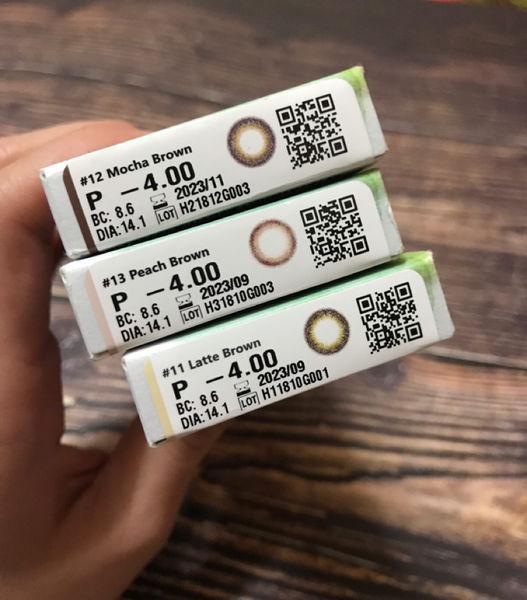 #12 Mocha Brown
P −4.00
BC: 8.6 2023/11
DIA:14.1 LOT H21812G003
#13 Peach Brown
P −4.00
BC: 8.6 2023/09
DIA:14.1 LOT H31810G003
#11 Latte Brown
P −4.00
BC: 8.6 2023/09
DIA:14.1 LOT H11810G001